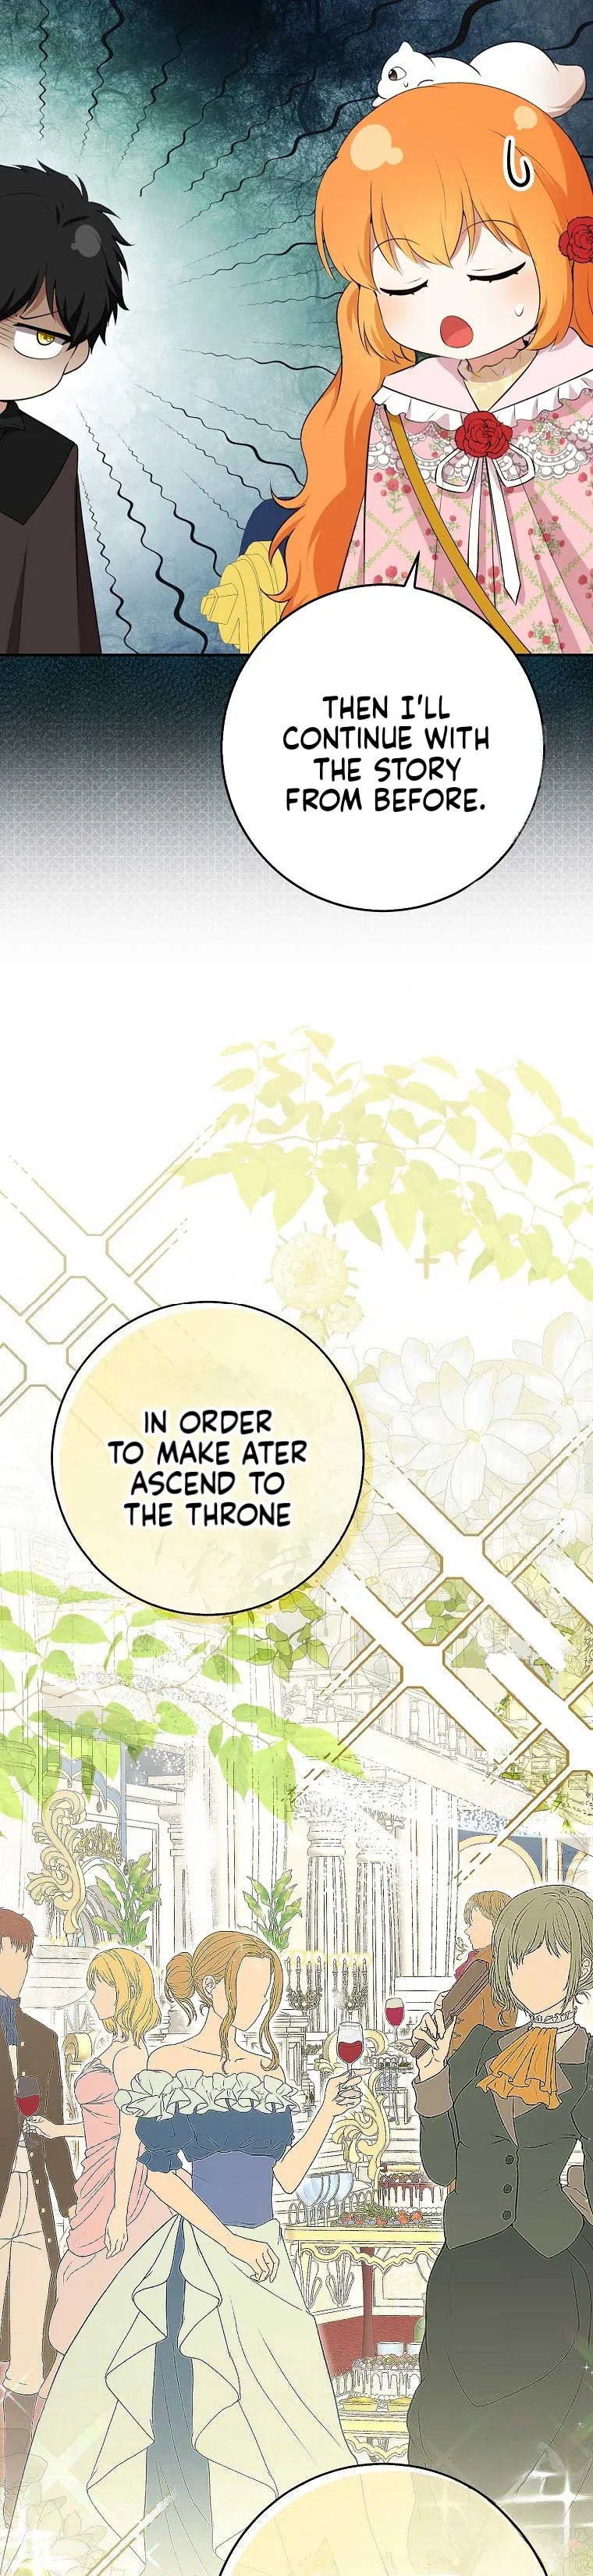 THEN I'LL
CONTINUE WITH
THE STORY
FROM BEFORE.
IN ORDER
TO MAKE ATER
ASCEND TO
THE THRONE